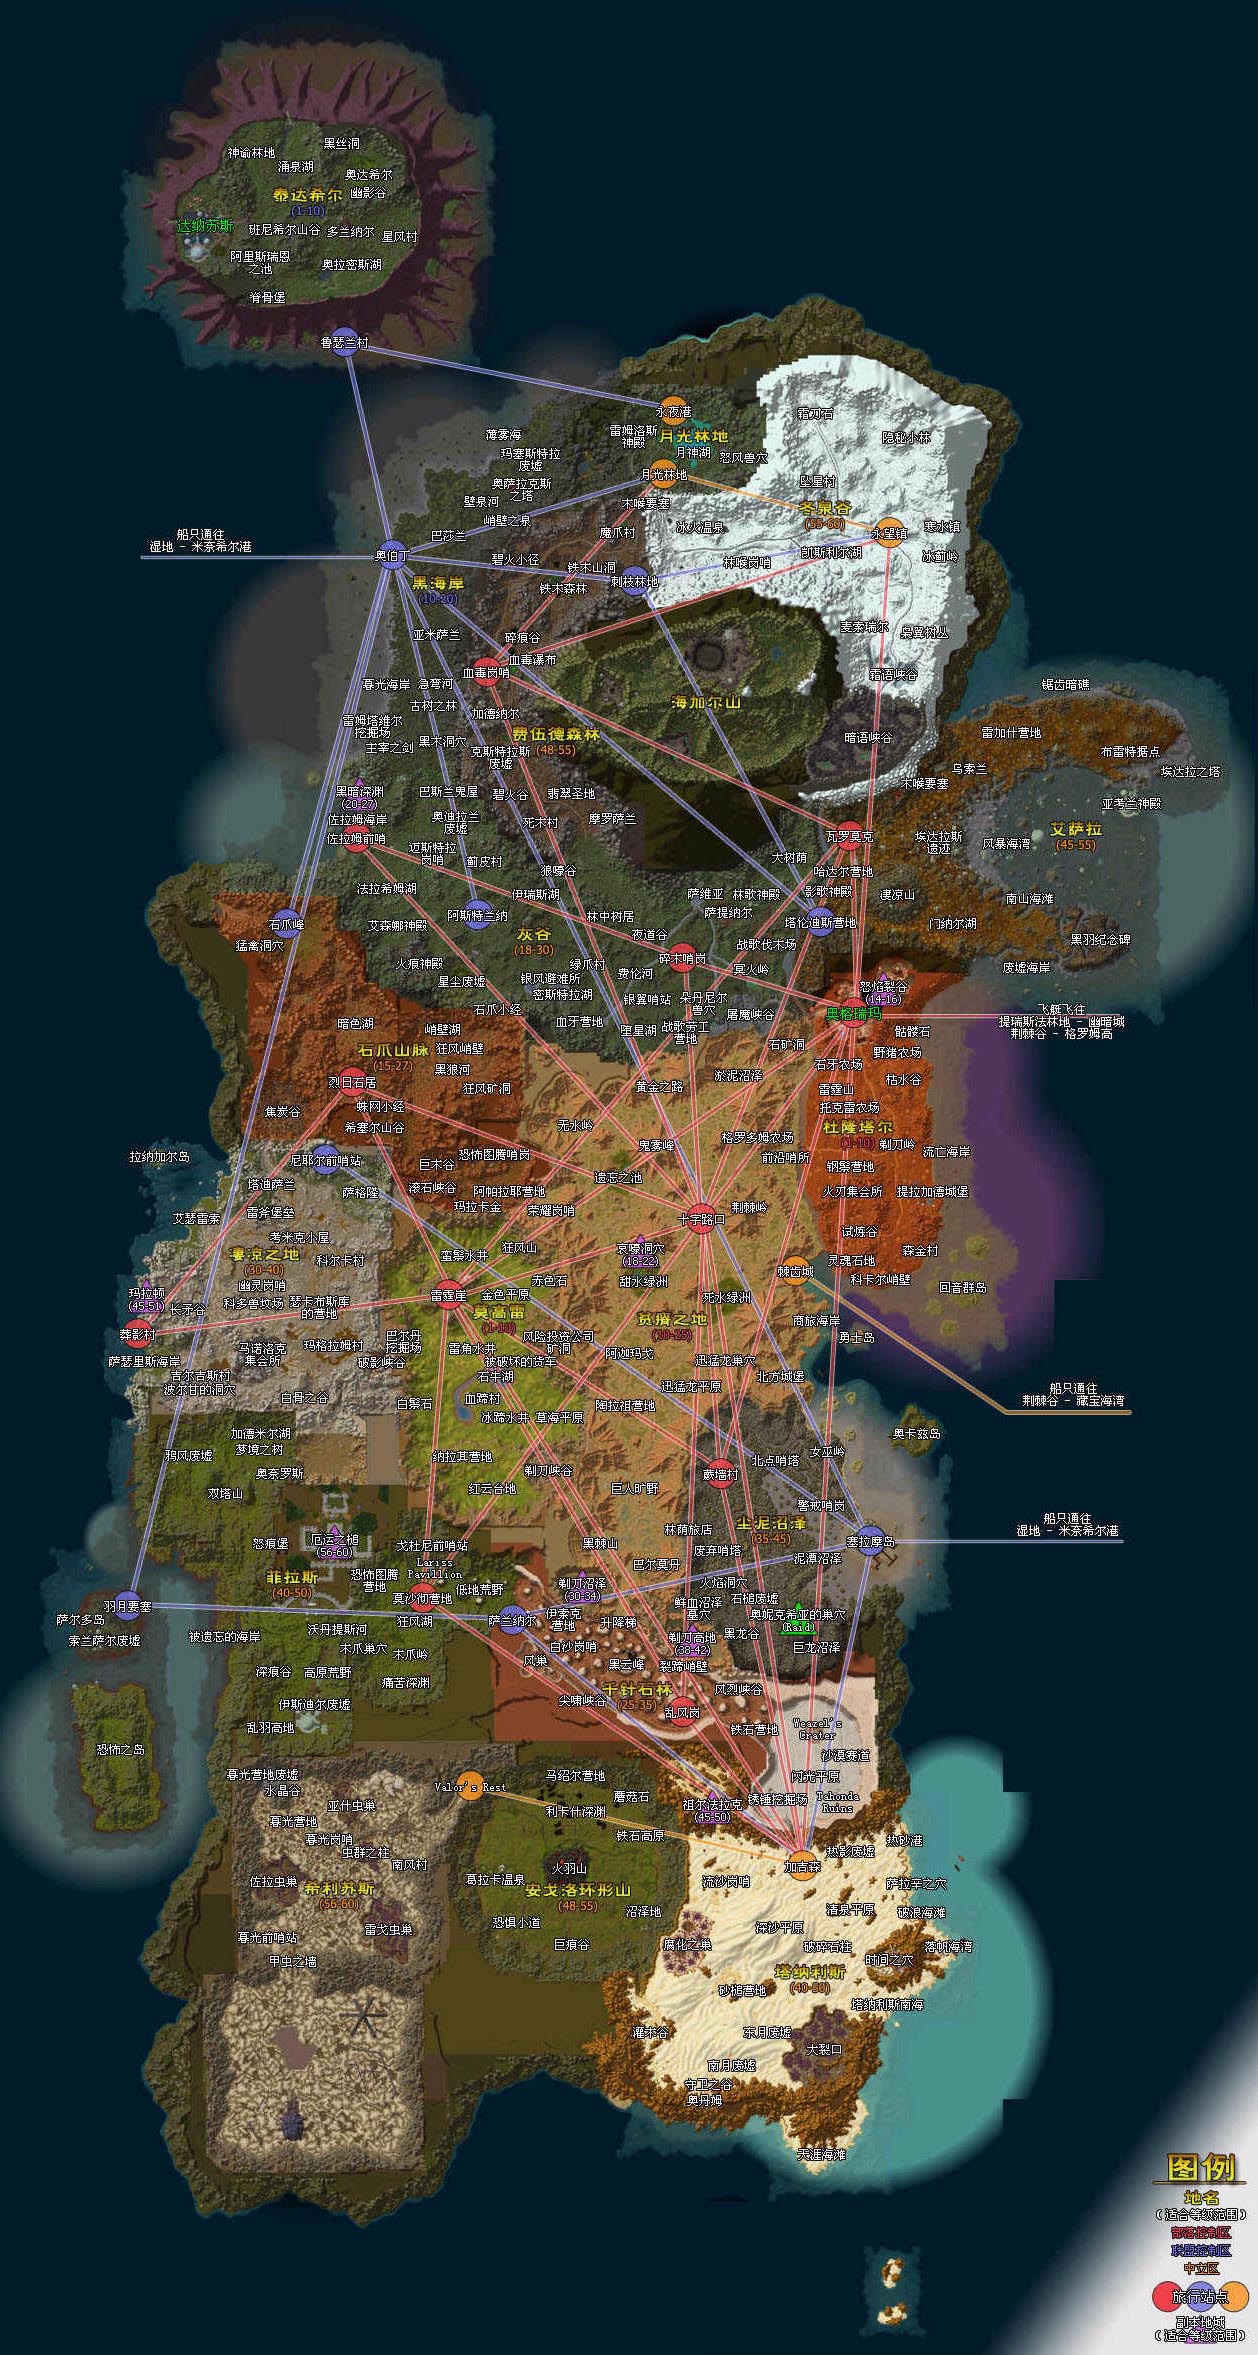 黑丝洞
神谕林地
涌泉湖
奥达希尔
泰达希尔
(1-10)
幽影谷
达纳苏斯
班尼希尔山谷
多兰纳尔
星风村
阿里斯瑞恩
之池
奥拉密斯湖
脊骨堡
鲁瑟兰村
永夜港
霜刀石
雷姆洛斯
神殿
月光林地
隐秘小林
薄雾海
月神湖
怒风兽穴
玛塞斯特拉
废墟
月光林地
坠星村
奥萨拉克斯
之塔
壁泉河
木喉要塞
冬泉谷
(55-60)
峭壁之泉
冰火温泉
寒水镇
船只通往
湿地 - 米奈希尔港
巴莎兰
魔爪村
永望镇
奥伯丁
碧火小径
铁木山洞
林喉岗哨
凯斯利尔湖
冰蓟岭
黑海岸
(10-20)
铁木森林
刺枝林地
亚米萨兰
碎痕谷
麦索瑞尔
枭翼树丛
血毒岗哨
血毒瀑布
霜语峡谷
暮光海岸
急弯河
锯齿暗礁
古树之林
加德纳尔
海加尔山
雷姆塔维尔
挖掘场
费伍德森林
(48-55)
暗语峡谷
雷加什营地
主宰之剑
黑木洞穴
克斯特拉斯
废墟
布雷特据点
乌索兰
埃达拉之塔
黑暗深渊
(20-27)
巴斯兰鬼屋
碧火谷
翡翠圣地
木喉要塞
亚考兰神殿
佐拉姆海岸
奥迪拉兰
废墟
死木村
摩罗萨兰
艾萨拉
(45-55)
佐拉姆前哨
瓦罗莫克
埃达拉斯
遗迹
风暴海湾
迈斯特拉
岗哨
蓟皮村
狼嚎谷
大树荫
哈达尔营地
法拉希姆湖
伊瑞斯湖
萨维亚
林歌神殿
影歌神殿
凄凉山
南山海滩
石爪峰
艾森娜神殿
阿斯特兰纳
林中树居
萨提纳尔
塔伦迪斯营地
门纳尔湖
猛禽洞穴
灰谷
(18-30)
夜道谷
战歌伐木场
黑羽纪念碑
火痕神殿
绿爪村
碎木哨岗
冥火岭
废墟海岸
星尘废墟
银风避难所
费伦河
怒焰裂谷
(14-16)
密斯特拉湖
银翼哨站
朵丹尼尔
兽穴
石爪小径
屠魔峡谷
奥格瑞玛
飞艇飞往
提瑞斯法林地 - 幽暗城
荆棘谷 - 格罗姆高
暗色湖
峭壁湖
血牙营地
堕星湖
战歌劳工
营地
骷髅石
石爪山脉
(15-27)
狂风峭壁
石矿洞
野猪农场
黑狼河
淤泥沼泽
石牙农场
枯水谷
烈日石居
狂风矿洞
黄金之路
雷霆山
焦炭谷
蛛网小经
托克雷农场
希塞尔山谷
无水岭
格罗多姆农场
杜隆塔尔
(1-10)
剃刀岭
鬼雾峰
流亡海岸
拉纳加尔岛
尼耶尔前哨站
巨木谷
恐怖图腾哨岗
前沿哨所
钢鬃营地
塔迪萨兰
萨格隆
滚石峡谷
阿帕拉耶营地
遗忘之池
火刃集会所
提拉加德城堡
玛拉卡金
荣耀岗哨
荆棘岭
艾瑟雷索
雷斧堡垒
十字路口
试炼谷
考米克小屋
狂风山
哀嚎洞穴
(18-22)
森金村
凄凉之地
(30-40)
科尔卡村
蛮鬃水井
灵魂石地
幽灵岗哨
赤色石
甜水绿洲
棘齿城
科卡尔峭壁
回音群岛
玛拉顿
(45-51)
长矛谷
科多兽坟场
瑟卡布斯库
的营地
雷霆崖
金色平原
死水绿洲
莫高雷
(1-10)
贫瘠之地
(10-25)
商旅海岸
葬影村
马诺洛克
集会所
玛格拉姆村
巴尔丹
挖掘场
雷角水井
风险投资公司
矿洞
勇士岛
萨瑟里斯海岸
破影峡谷
被破坏的货车
阿迦玛戈
迅猛龙巢穴
吉尔吉斯村
石牛湖
北方城堡
波尔甘的洞穴
白骨之谷
白鬃石
血蹄村
迅猛龙平原
船只通往
荆棘谷 - 藏宝海湾
冰蹄水井
草海平原
陶拉祖营地
加德米尔湖
奥卡兹岛
鸦风废墟
梦境之树
纳拉其营地
剃刀峡谷
北点哨塔
女巫岭
奥奈罗斯
蕨墙村
双塔山
红云台地
巨人旷野
警戒哨岗
船只通往
湿地 - 米奈希尔港
林荫旅店
尘泥沼泽
(35-45)
怒痕堡
厄运之槌
(56-60)
戈杜尼前哨站
黑棘山
废弃哨塔
塞拉摩岛
Lariss
Pavillion
巴尔莫丹
泥潭沼泽
菲拉斯
(40-50)
恐怖图腾
营地
低地荒野
剃刀沼泽
(30-34)
火焰洞穴
羽月要塞
莫沙彻营地
鲜血沼泽
墓穴
石槌废墟
萨尔多岛
狂风湖
萨兰纳尔
伊索克
营地
升降梯
奥妮克希亚的巢穴
(Raid)
索兰萨尔废墟
被遗忘的海岸
沃丹提斯河
剃刀高地
(38-42)
黑龙谷
木爪巢穴
木爪岭
白沙岗哨
巨龙沼泽
深痕谷
高原荒野
痛苦深渊
风巢
黑云峰
裂蹄峭壁
千针石林
(25-35)
风烈峡谷
伊斯迪尔废墟
尖啸峡谷
乱风岗
乱羽高地
铁石营地
Weazel's
Crater
恐怖之岛
沙漠赛道
暮光营地废墟
马绍尔营地
闪光平原
水晶谷
Valor's Rest
蘑菇石
祖尔法拉克
(45-50)
锈锤挖掘场
Tahonda
Ruins
亚什虫巢
利卡什深渊
暮光营地
暮光岗哨
铁石高原
热砂港
虫群之柱
热影废墟
南风村
火羽山
加吉森
佐拉虫巢
葛拉卡温泉
流沙岗哨
萨拉辛之穴
希利苏斯
(56-60)
安戈洛环形山
(48-55)
清泉平原
破浪海滩
雷戈虫巢
恐惧小道
沼泽地
深沙平原
暮光前哨站
巨痕谷
腐化之巢
破碎石柱
落帆海湾
甲虫之墙
时间之穴
塔纳利斯
(40-50)
砂槌营地
塔纳利斯南海
灌木谷
东月废墟
大裂口
南月废墟
守卫之谷
奥丹姆
天涯海滩
图例
地名
(适合等级范围)
部落控制区
联盟控制区
中立区
旅行站点
副本地城
(适合等级范围)